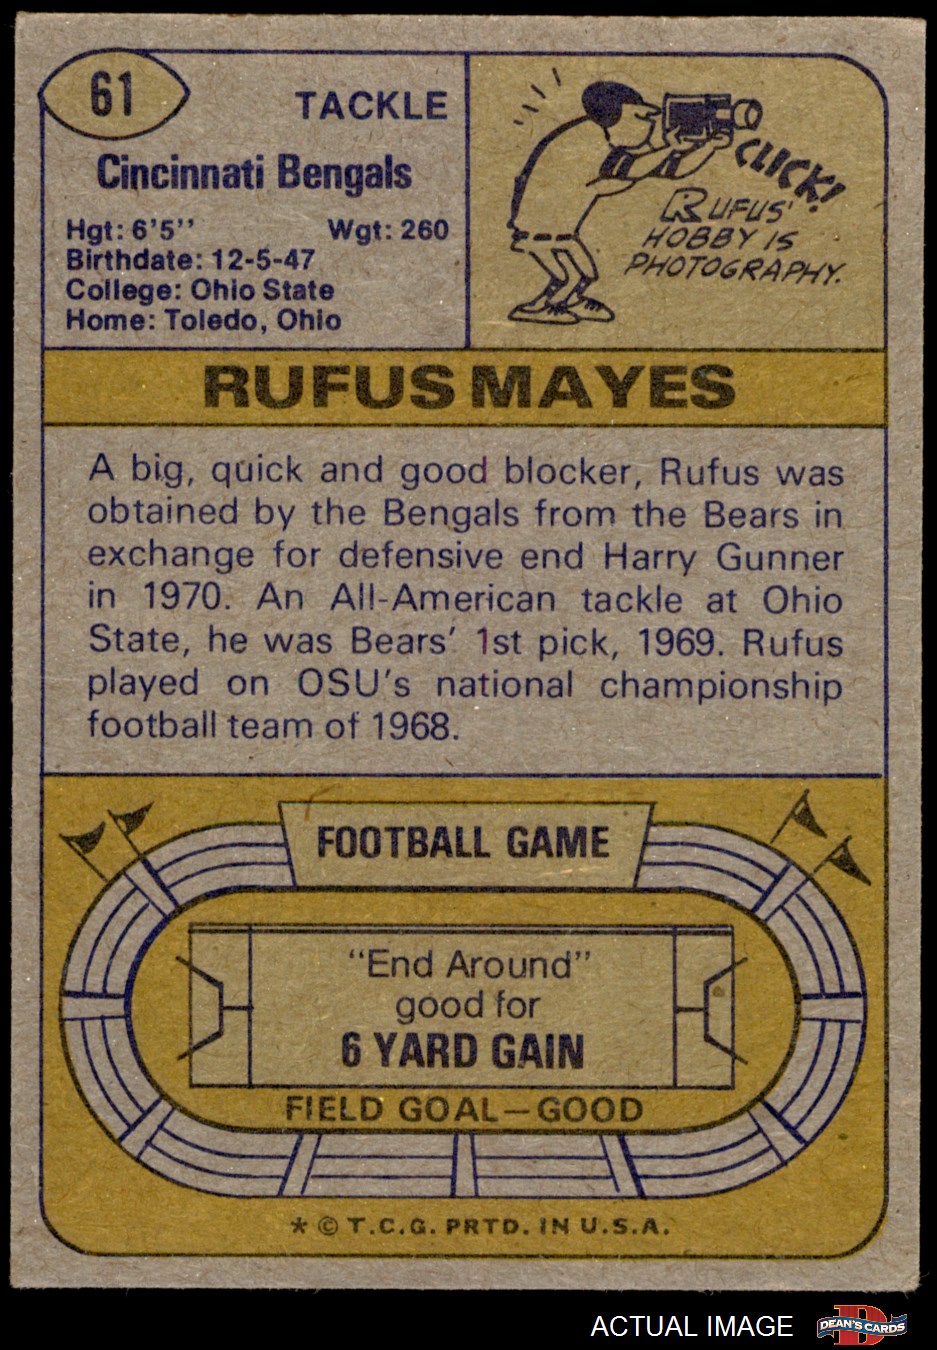 61
TACKLE
Cincinnati Bengals
Hgt: 6'5'' Wgt: 260
Birthdate: 12-5-47
College: Ohio State
Home: Toledo, Ohio
CLICK!
RUFUS'
HOBBY IS
PHOTOGRAPHY.
RUFUS MAYES
A big, quick and good blocker, Rufus was
obtained by the Bengals from the Bears in
exchange for defensive end Harry Gunner
in 1970. An All-American tackle at Ohio
State, he was Bears' 1st pick, 1969. Rufus
played on OSU's national championship
football team of 1968.
FOOTBALL GAME
"End Around"
good for
6 YARD GAIN
FIELD GOAL—GOOD
* © T.C.G. PRTD. IN U.S.A.
ACTUAL IMAGE
D
DEAN'S CARDS